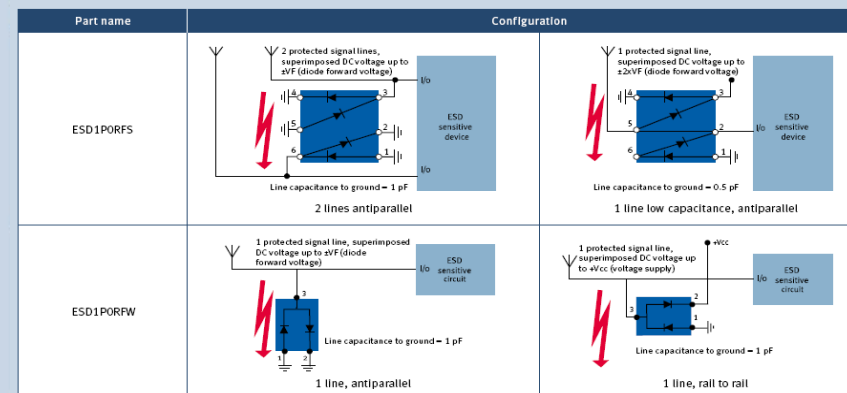 Part name
Configuration
ESD1P0RFS
2 protected signal lines,
superimposed DC voltage up to
±VF (diode forward voltage)
I/o
4
3
5
2
6
1
ESD
sensitive
device
I/o
Line capacitance to ground = 1 pF
2 lines antiparallel
1 protected signal line,
superimposed DC voltage up to
±2xVF (diode forward voltage)
4
3
5
2
6
1
I/o
ESD
sensitive
device
Line capacitance to ground = 0.5 pF
1 line low capacitance, antiparallel
ESD1P0RFW
1 protected signal line, superimposed
DC voltage up to ±VF (diode
forward voltage)
I/o
ESD
sensitive
circuit
3
1
2
Line capacitance to ground = 1 pF
1 line, antiparallel
1 protected signal line,
superimposed DC voltage up
to +Vcc (voltage supply)
+Vcc
I/o
ESD
sensitive
circuit
2
3
1
Line capacitance to ground = 1 pF
1 line, rail to rail